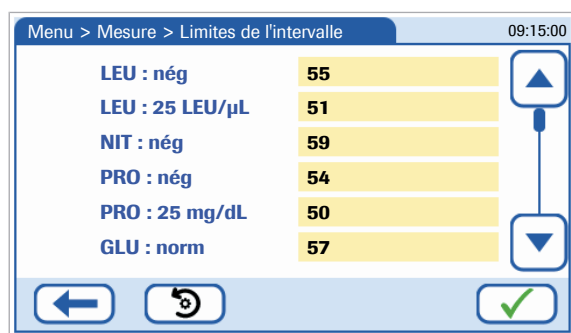 Menu > Mesure > Limites de l'intervalle 09:15:00
LEU : nég 55
LEU : 25 LEU/µL 51
NIT : nég 59
PRO : nég 54
PRO : 25 mg/dL 50
GLU : norm 57